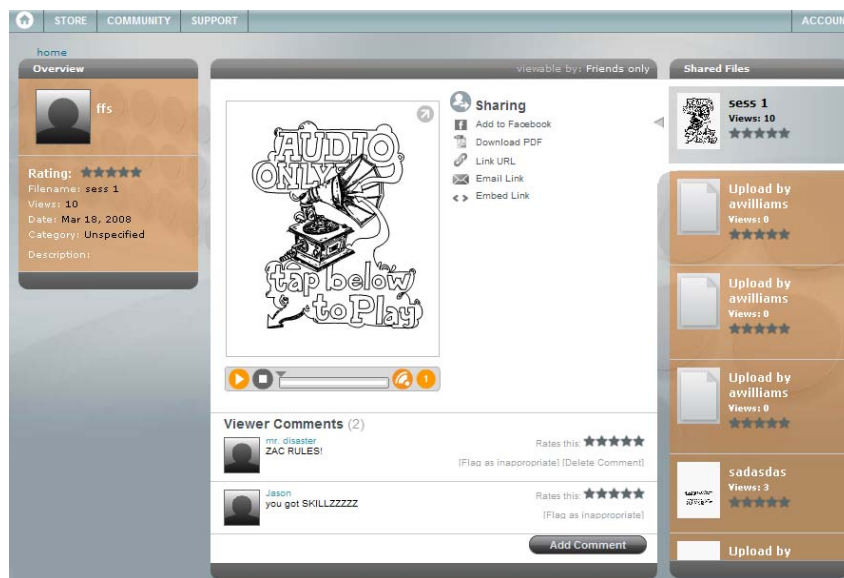 STORE COMMUNITY SUPPORT ACCOUN
home
Overview
ffs
Rating:
Filename: sess 1
Views: 10
Date: Mar 18, 2008
Category: Unspecified
Description:
viewable by: Friends only
AUDIO
ONLY
tap below
to Play
Sharing
Add to Facebook
Download PDF
Link URL
Email Link
Embed Link
1
Viewer Comments (2)
mr. disaster
ZAC RULES!
Rates this:
[Flag as inappropriate] [Delete Comment]
Jason
you got SKILLZZZZZ
Rates this:
[Flag as inappropriate]
Add Comment
Shared Files
sess 1
Views: 10
Upload by
awilliams
Views: 0
Upload by
awilliams
Views: 0
Upload by
awilliams
Views: 0
sadasdas
Views: 3
Upload by